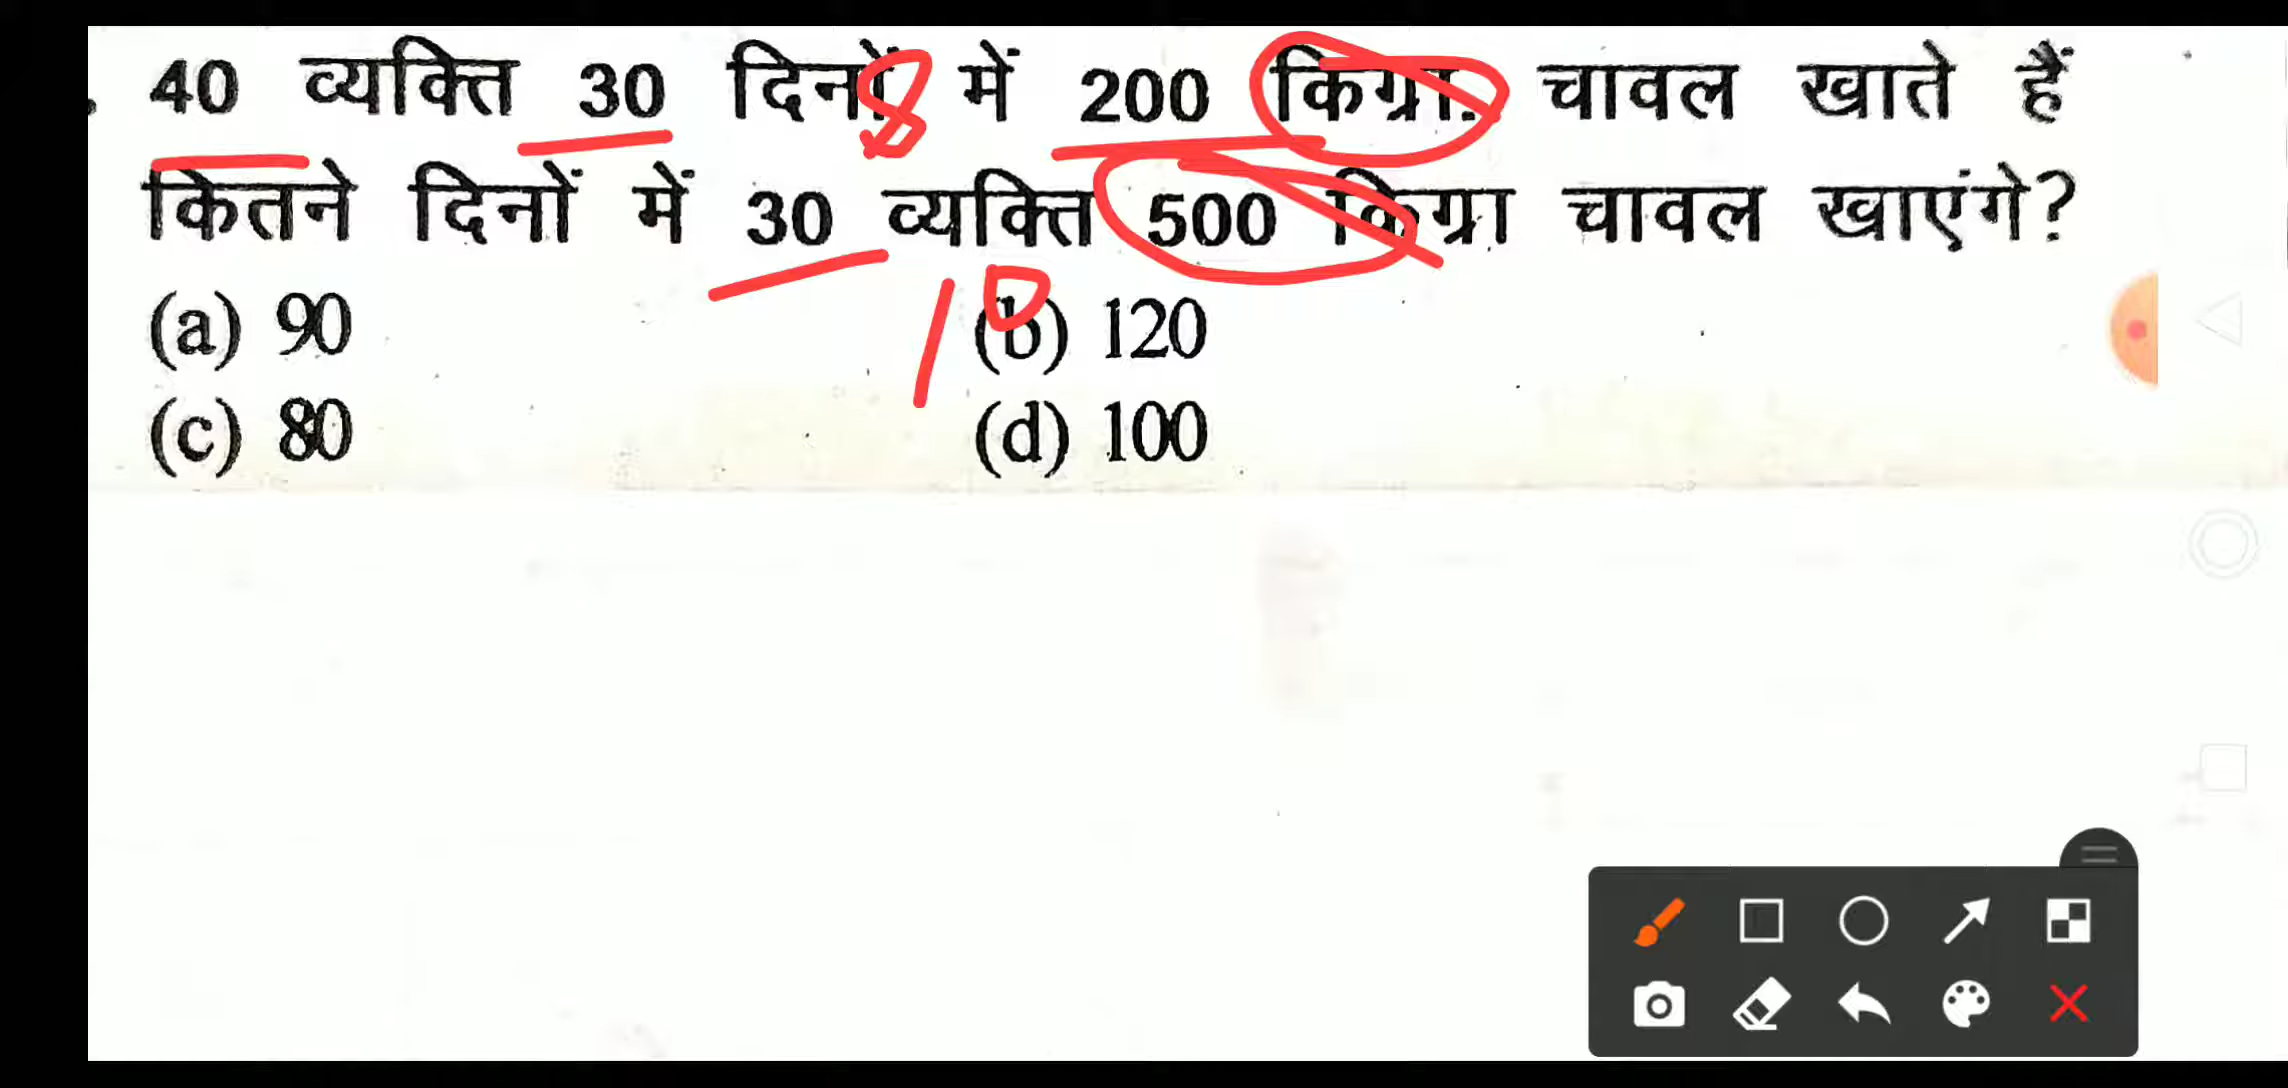 40 व्यक्ति 30 दिनों में 200 किग्रा. चावल खाते हैं
कितने दिनों में 30 व्यक्ति 500 किग्रा चावल खाएंगे?
(a) 90 (b) 120
(c) 80 (d) 100